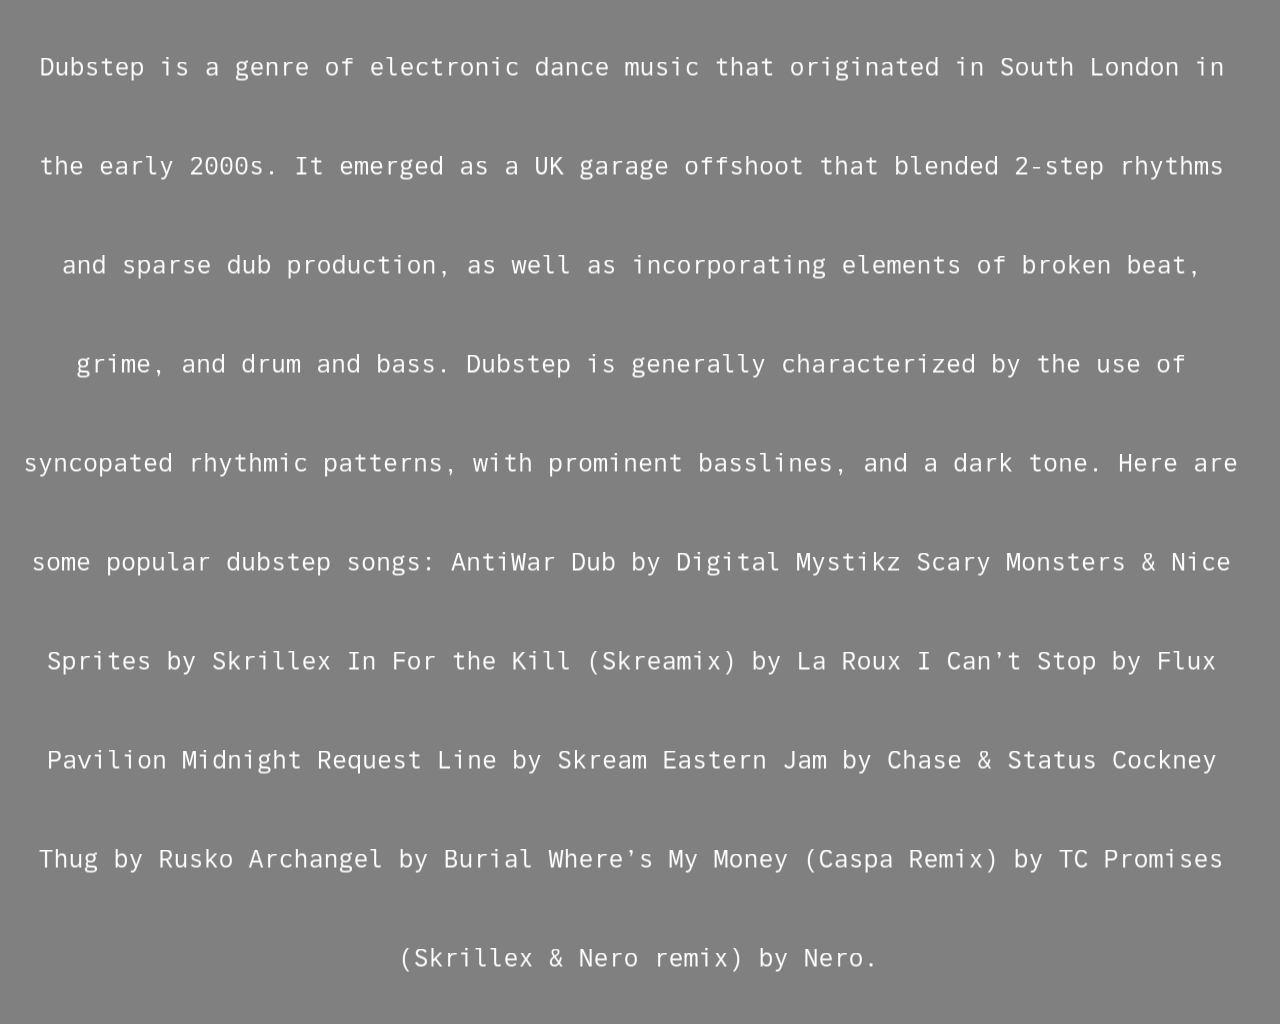 Dubstep is a genre of electronic dance music that originated in South London in
the early 2000s. It emerged as a UK garage offshoot that blended 2-step rhythms
and sparse dub production, as well as incorporating elements of broken beat,
grime, and drum and bass. Dubstep is generally characterized by the use of
syncopated rhythmic patterns, with prominent basslines, and a dark tone. Here are
some popular dubstep songs: AntiWar Dub by Digital Mystikz Scary Monsters & Nice
Sprites by Skrillex In For the Kill (Skreamix) by La Roux I Can’t Stop by Flux
Pavilion Midnight Request Line by Skream Eastern Jam by Chase & Status Cockney
Thug by Rusko Archangel by Burial Where’s My Money (Caspa Remix) by TC Promises
(Skrillex & Nero remix) by Nero.